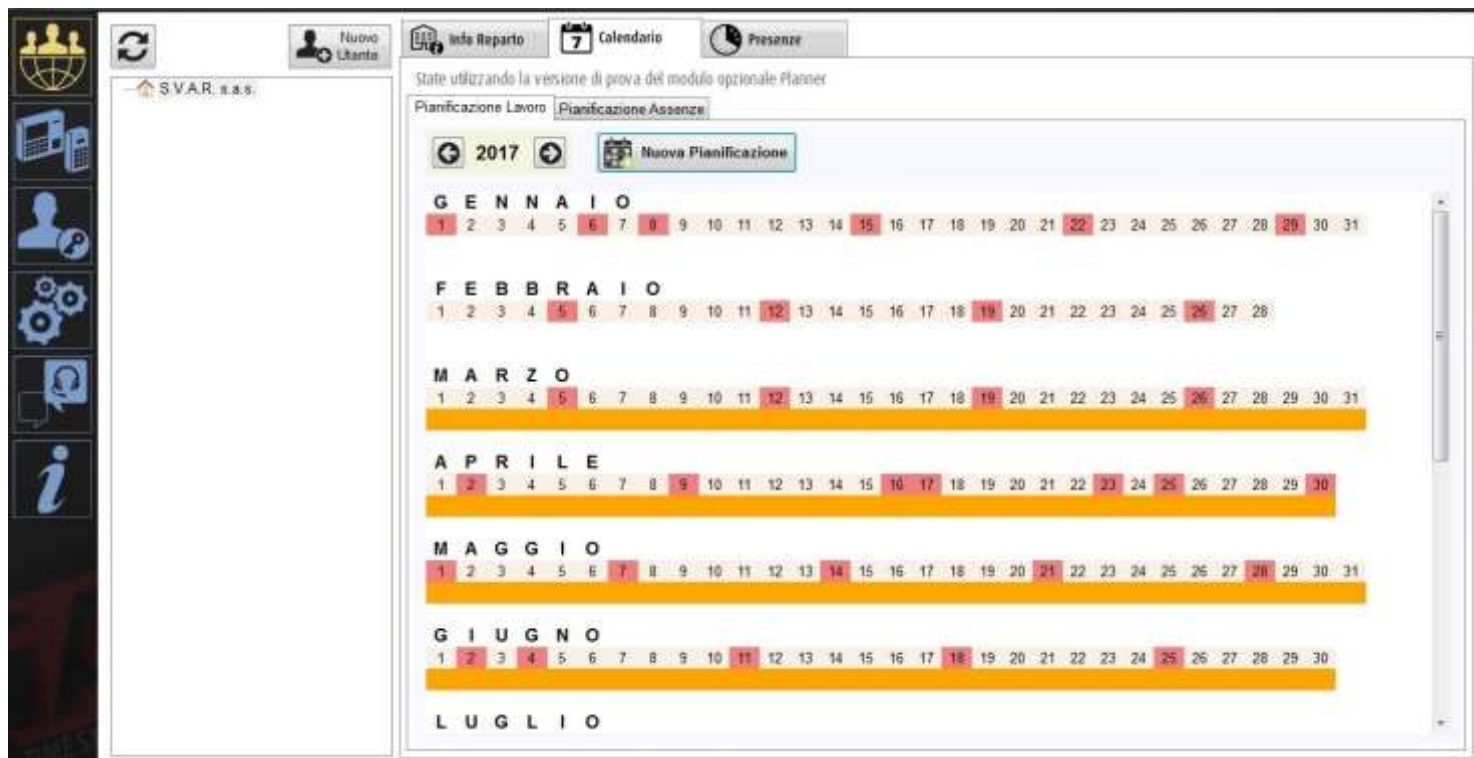 Nuovo
Utente
Info Reparto
7
Calendario
Presenze
S.V.A.R. s.a.s.
State utilizzando la versione di prova del modulo opzionale Planner
Pianificazione Lavoro
Pianificazione Assenze
2017
Nuova Pianificazione
G E N N A I O
1 2 3 4 5 6 7 8 9 10 11 12 13 14 15 16 17 18 19 20 21 22 23 24 25 26 27 28 29 30 31
F E B B R A I O
1 2 3 4 5 6 7 8 9 10 11 12 13 14 15 16 17 18 19 20 21 22 23 24 25 26 27 28
M A R Z O
1 2 3 4 5 6 7 8 9 10 11 12 13 14 15 16 17 18 19 20 21 22 23 24 25 26 27 28 29 30 31
A P R I L E
1 2 3 4 5 6 7 8 9 10 11 12 13 14 15 16 17 18 19 20 21 22 23 24 25 26 27 28 29 30
M A G G I O
1 2 3 4 5 6 7 8 9 10 11 12 13 14 15 16 17 18 19 20 21 22 23 24 25 26 27 28 29 30 31
G I U G N O
1 2 3 4 5 6 7 8 9 10 11 12 13 14 15 16 17 18 19 20 21 22 23 24 25 26 27 28 29 30
L U G L I O